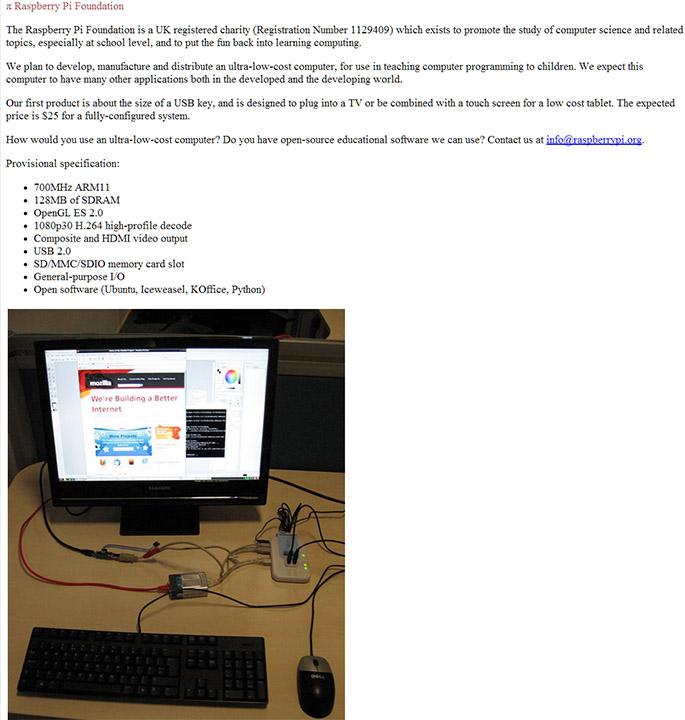 π Raspberry Pi Foundation
The Raspberry Pi Foundation is a UK registered charity (Registration Number 1129409) which exists to promote the study of computer science and related
topics, especially at school level, and to put the fun back into learning computing.
We plan to develop, manufacture and distribute an ultra-low-cost computer, for use in teaching computer programming to children. We expect this
computer to have many other applications both in the developed and the developing world.
Our first product is about the size of a USB key, and is designed to plug into a TV or be combined with a touch screen for a low cost tablet. The expected
price is $25 for a fully-configured system.
How would you use an ultra-low-cost computer? Do you have open-source educational software we can use? Contact us at info@raspberrypi.org.
Provisional specification:
700MHz ARM11
128MB of SDRAM
OpenGL ES 2.0
1080p30 H.264 high-profile decode
Composite and HDMI video output
USB 2.0
SD/MMC/SDIO memory card slot
General-purpose I/O
Open software (Ubuntu, Iceweasel, KOffice, Python)
mozilla
We're Building a Better
Internet
More Projects
SAMSUNG
DELL